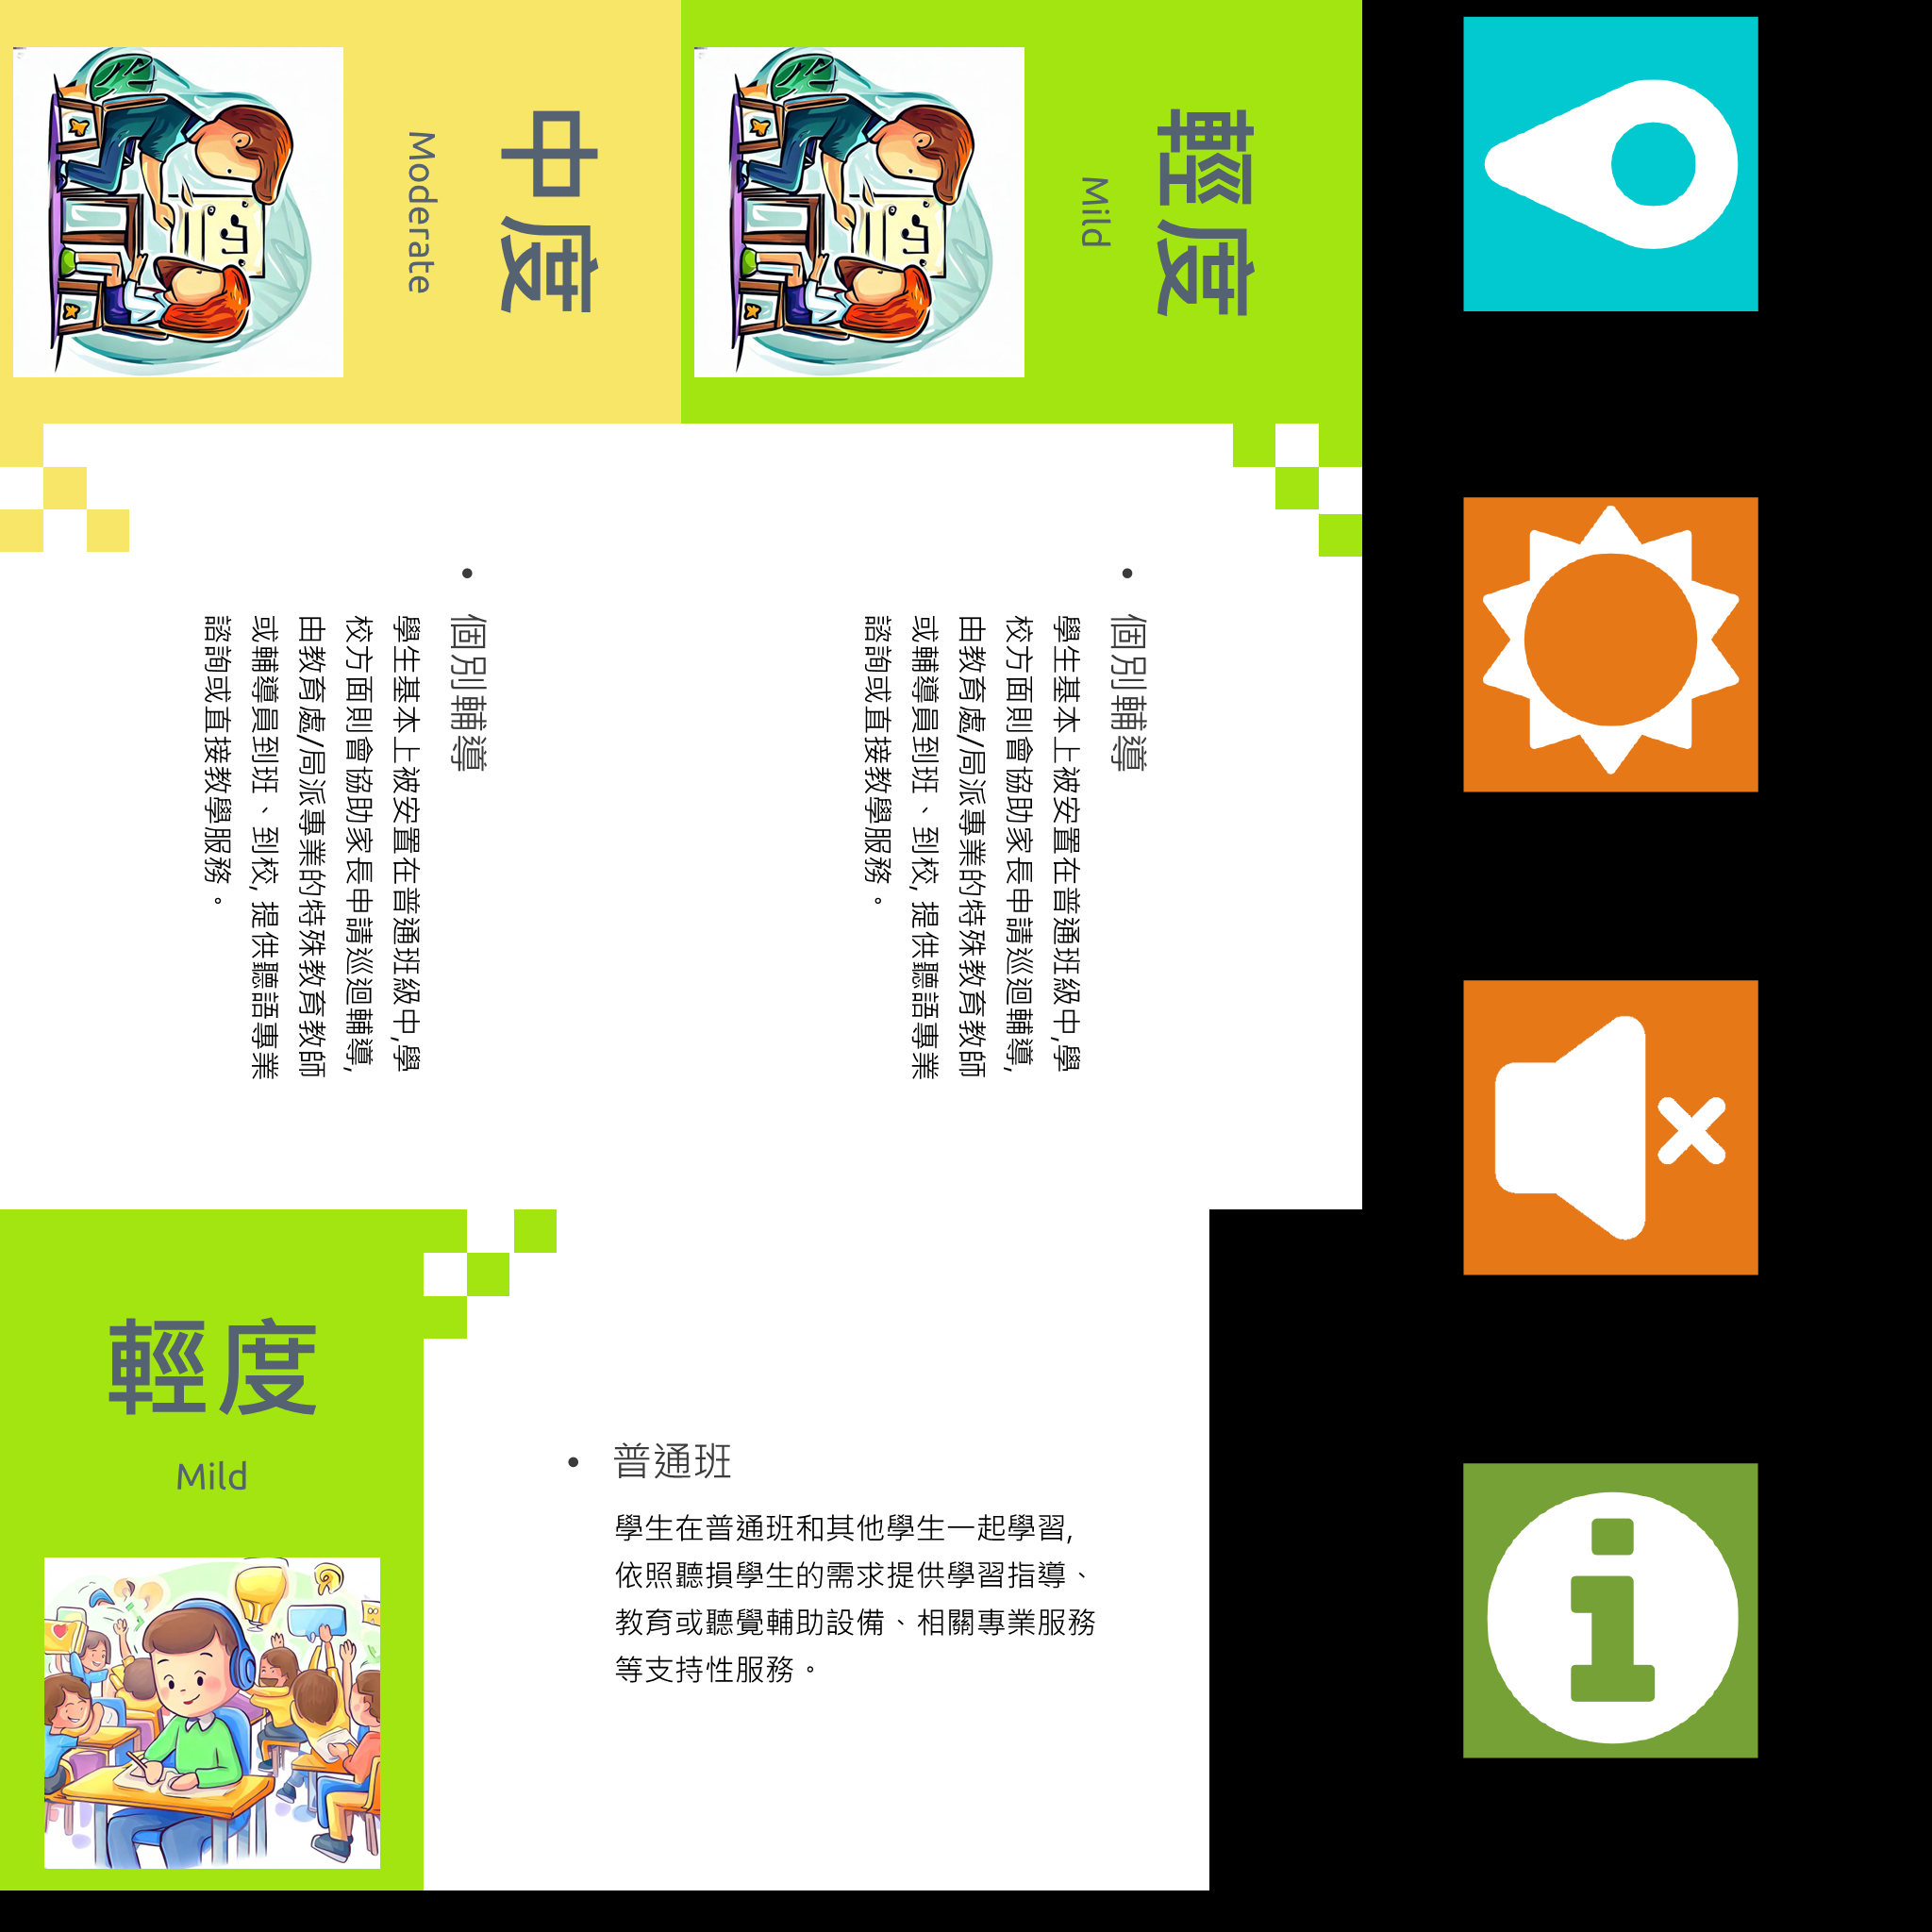 中度
Moderate
• 個別輔導
學生基本上被安置在普通班級中,學
校方面則會協助家長申請巡迴輔導,
由教育處/局派專業的特殊教育教師
或輔導員到班、到校, 提供聽語專業
諮詢或直接教學服務。
輕度
Mild
• 個別輔導
學生基本上被安置在普通班級中,學
校方面則會協助家長申請巡迴輔導,
由教育處/局派專業的特殊教育教師
或輔導員到班、到校, 提供聽語專業
諮詢或直接教學服務。
輕度
Mild
• 普通班
學生在普通班和其他學生一起學習,
依照聽損學生的需求提供學習指導、
教育或聽覺輔助設備、相關專業服務
等支持性服務。